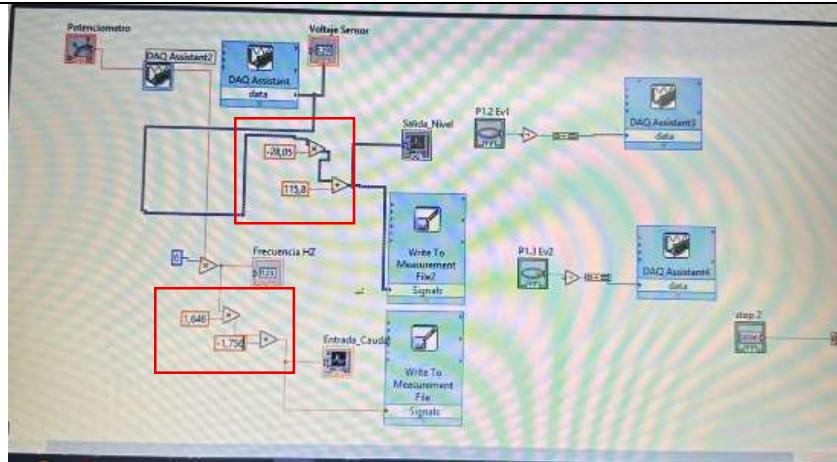 Potenciometro
DAQ Assistant2
DAQ Assistant
data
Voltaje Sensor
-28,05
115,8
Salida_Nivel
P1.2 Ev1
DAQ Assistant3
data
Write To
Measurement
File2
Signals
6
Frecuencia HZ
P1.3 Ev2
DAQ Assistant4
data
1,646
-1,756
Entrada_Caudal
Write To
Measurement
File
Signals
stop 2